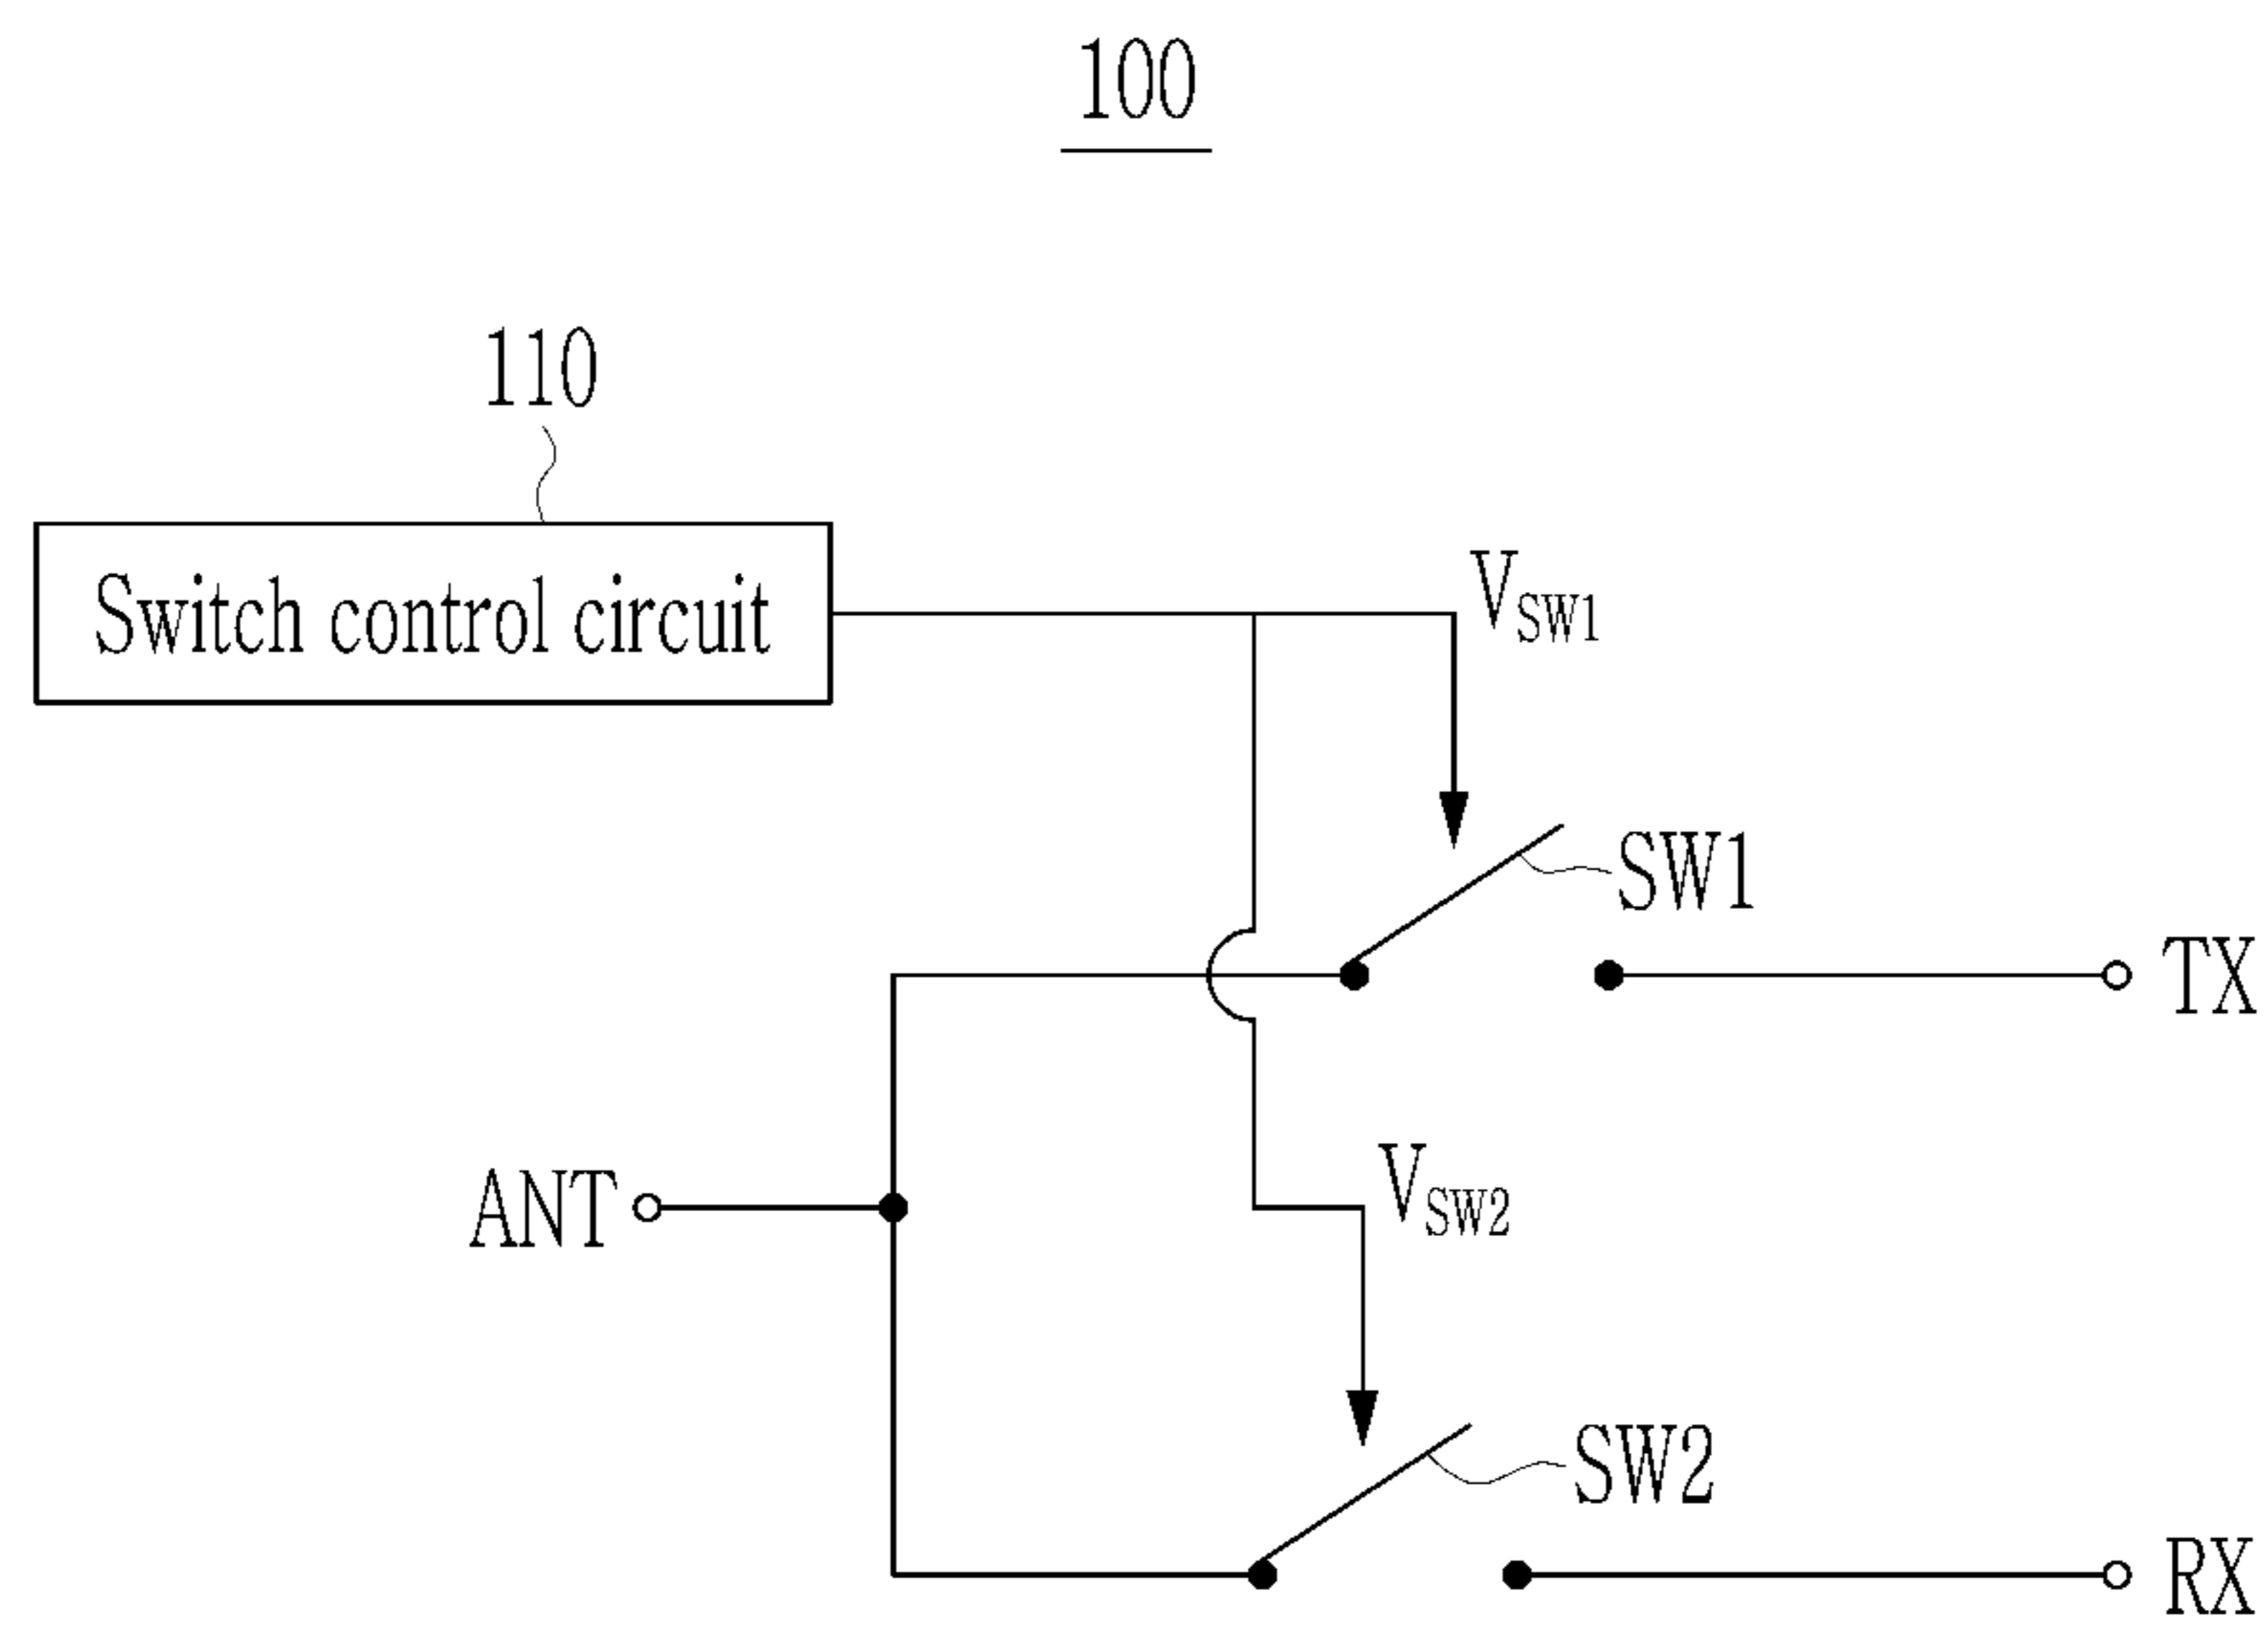 100
110
Switch control circuit
VSW1
SW1
TX
ANT
VSW2
SW2
RX